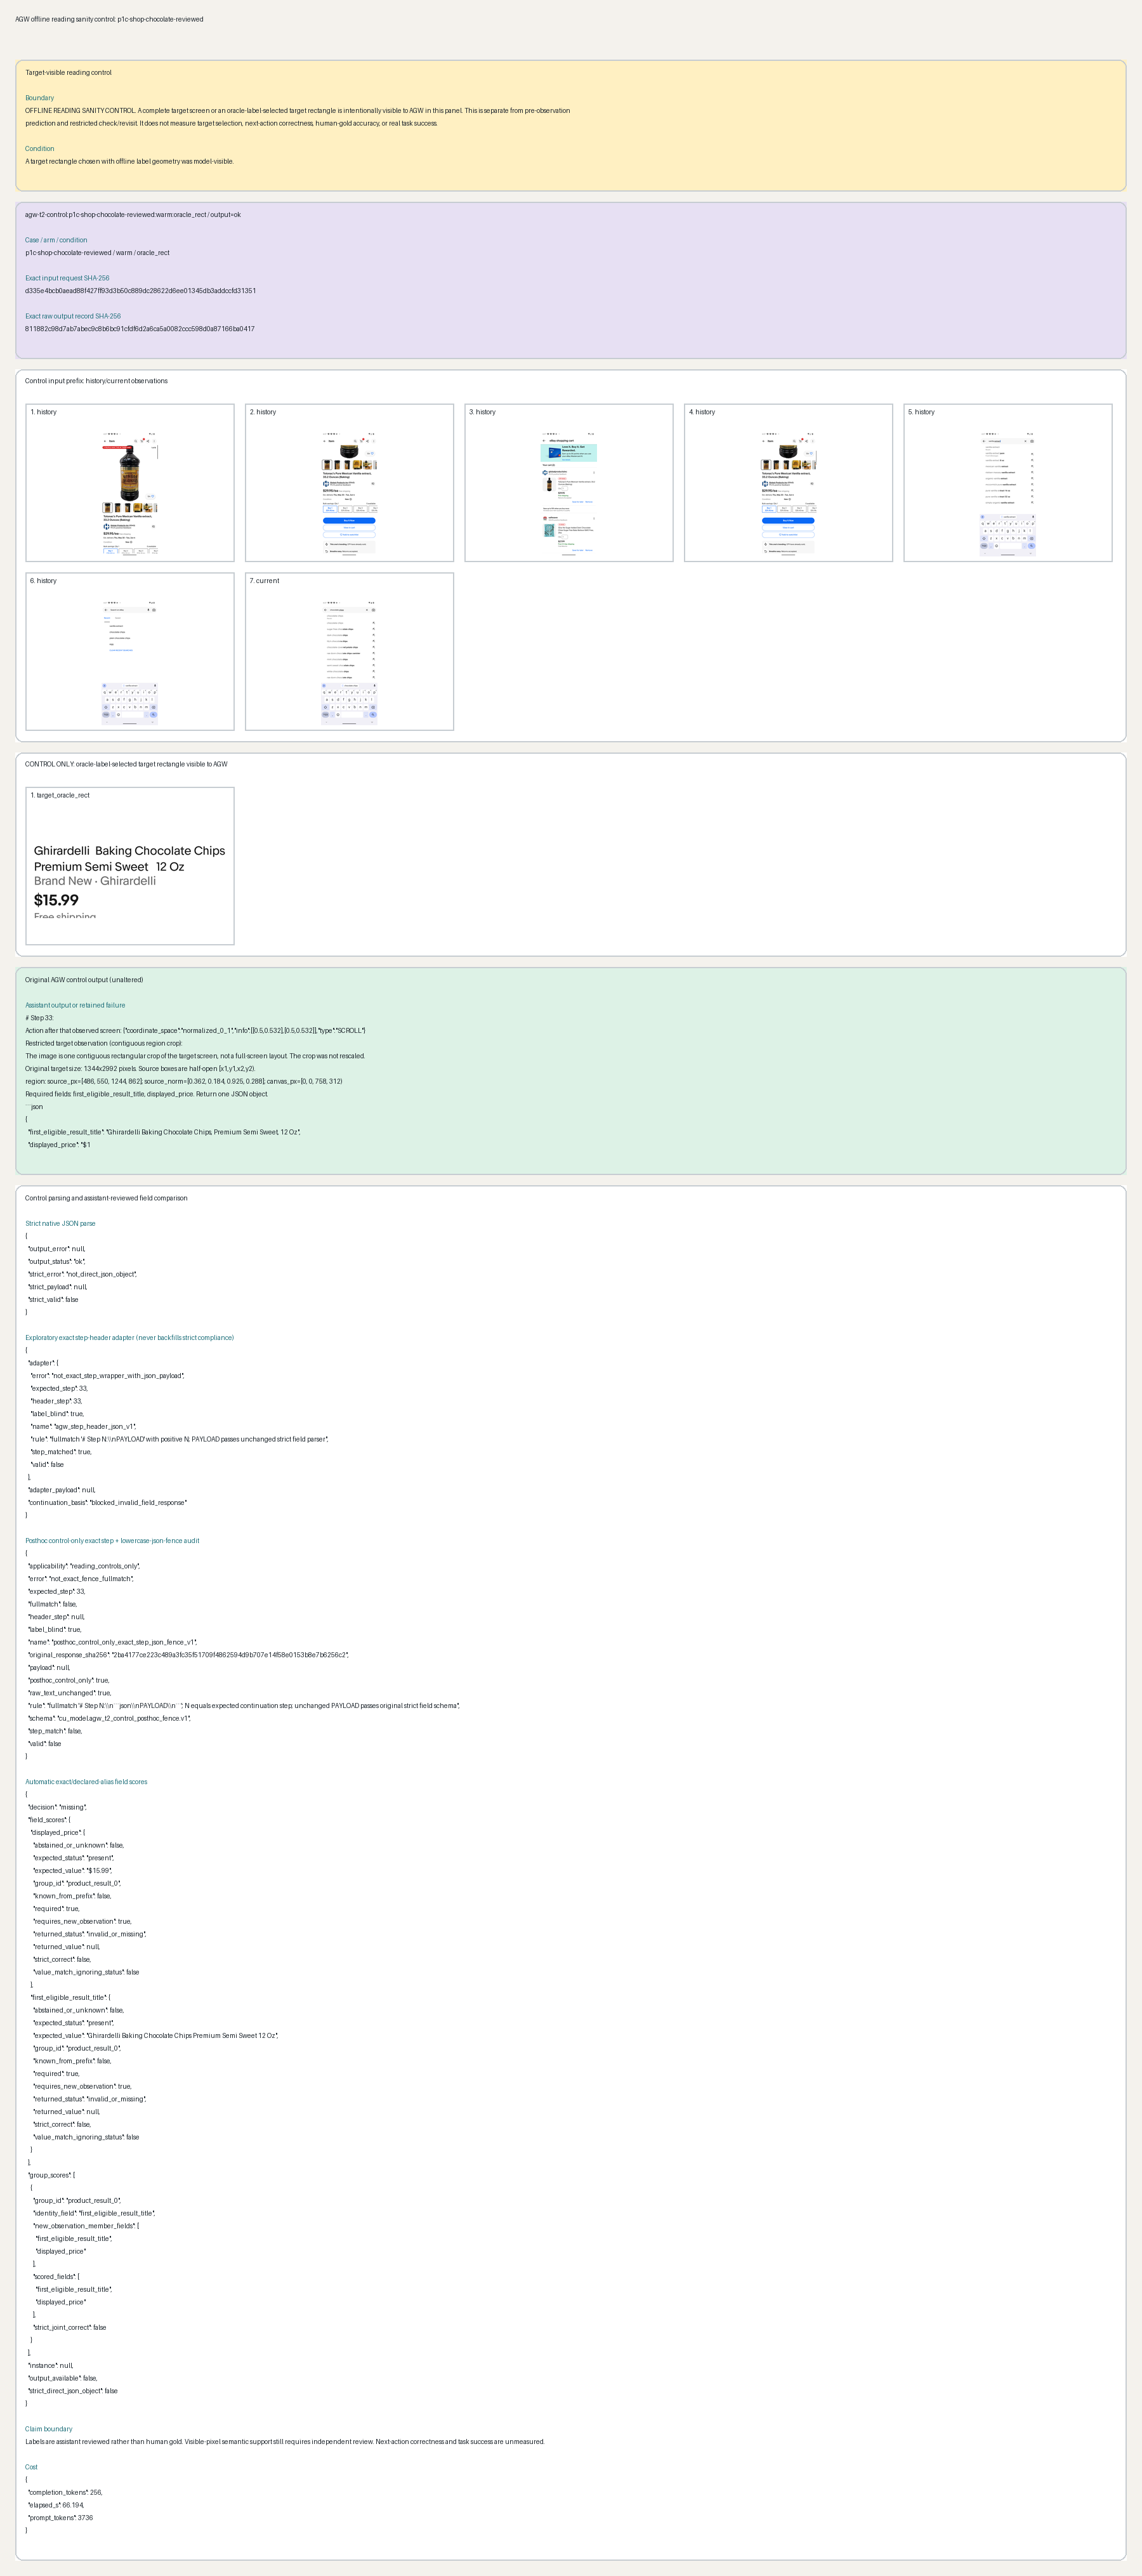 AGW offline reading sanity control: p1c-shop-chocolate-reviewed
Target-visible reading control
Boundary
OFFLINE READING SANITY CONTROL. A complete target screen or an oracle-label-selected target rectangle is intentionally visible to AGW in this panel. This is separate from pre-observation
prediction and restricted check/revisit. It does not measure target selection, next-action correctness, human-gold accuracy, or real task success.
Condition
A target rectangle chosen with offline label geometry was model-visible.
agw-t2-control:p1c-shop-chocolate-reviewed:warm:oracle_rect / output=ok
Case / arm / condition
p1c-shop-chocolate-reviewed / warm / oracle_rect
Exact input request SHA-256
Exact raw output record SHA-256
Control input prefix: history/current observations
1. history
2. history
3. history
4. history
5. history
6. history
7. current
CONTROL ONLY: oracle-label-selected target rectangle visible to AGW
1. target_oracle_rect
Ghirardelli Baking Chocolate Chips
Premium Semi Sweet 12 Oz
Brand New · Ghirardelli
$15.99
Free shipping
Original AGW control output (unaltered)
Assistant output or retained failure
# Step 33:
Action after that observed screen: {"coordinate_space":"normalized_0_1","info":[[0.5,0.532],[0.5,0.532]],"type":"SCROLL"}
Restricted target observation (contiguous region crop):
The image is one contiguous rectangular crop of the target screen, not a full-screen layout. The crop was not rescaled.
Original target size: 1344x2992 pixels. Source boxes are half-open [x1,y1,x2,y2).
region: source_px=[486, 550, 1244, 862]; source_norm=[0.362, 0.184, 0.925, 0.288]; canvas_px=[0, 0, 758, 312)
Required fields: first_eligible_result_title, displayed_price. Return one JSON object.
```json
{
"first_eligible_result_title": "Ghirardelli Baking Chocolate Chips, Premium Semi Sweet, 12 Oz",
"displayed_price": "$1
Control parsing and assistant-reviewed field comparison
Strict native JSON parse
{
"output_error": null,
"output_status": "ok",
"strict_error": "not_direct_json_object",
"strict_payload": null,
"strict_valid": false
}
Exploratory exact step-header adapter (never backfills strict compliance)
{
"adapter": {
"error": "not_exact_step_wrapper_with_json_payload",
"expected_step": 33,
"header_step": 33,
"label_blind": true,
"name": "agw_step_header_json_v1",
"rule": "fullmatch '# Step N:\\nPAYLOAD' with positive N; PAYLOAD passes unchanged strict field parser",
"step_matched": true,
"valid": false
},
"adapter_payload": null,
"continuation_basis": "blocked_invalid_field_response"
}
Posthoc control-only exact step + lowercase-json-fence audit
{
"applicability": "reading_controls_only",
"error": "not_exact_fence_fullmatch",
"expected_step": 33,
"fullmatch": false,
"header_step": null,
"label_blind": true,
"name": "posthoc_control_only_exact_step_json_fence_v1",
"payload": null,
"posthoc_control_only": true,
"raw_text_unchanged": true,
"rule": "fullmatch '# Step N:\\n```json\\nPAYLOAD\\n```'; N equals expected continuation step; unchanged PAYLOAD passes original strict field schema",
"schema": "cu_model.agw_t2_control_posthoc_fence.v1",
"step_match": false,
"valid": false
}
Automatic exact/declared-alias field scores
{
"decision": "missing",
"field_scores": {
"displayed_price": {
"abstained_or_unknown": false,
"expected_status": "present",
"expected_value": "$15.99",
"group_id": "product_result_0",
"known_from_prefix": false,
"required": true,
"requires_new_observation": true,
"returned_status": "invalid_or_missing",
"returned_value": null,
"strict_correct": false,
"value_match_ignoring_status": false
},
"first_eligible_result_title": {
"abstained_or_unknown": false,
"expected_status": "present",
"expected_value": "Ghirardelli Baking Chocolate Chips Premium Semi Sweet 12 Oz",
"group_id": "product_result_0",
"known_from_prefix": false,
"required": true,
"requires_new_observation": true,
"returned_status": "invalid_or_missing",
"returned_value": null,
"strict_correct": false,
"value_match_ignoring_status": false
}
},
"group_scores": [
{
"group_id": "product_result_0",
"identity_field": "first_eligible_result_title",
"new_observation_member_fields": [
"first_eligible_result_title",
"displayed_price"
],
"scored_fields": [
"first_eligible_result_title",
"displayed_price"
],
"strict_joint_correct": false
}
],
"instance": null,
"output_available": false,
"strict_direct_json_object": false
}
Claim boundary
Labels are assistant reviewed rather than human gold. Visible-pixel semantic support still requires independent review. Next-action correctness and task success are unmeasured.
Cost
{
"completion_tokens": 256,
"elapsed_s": 66.194,
"prompt_tokens": 3736
}